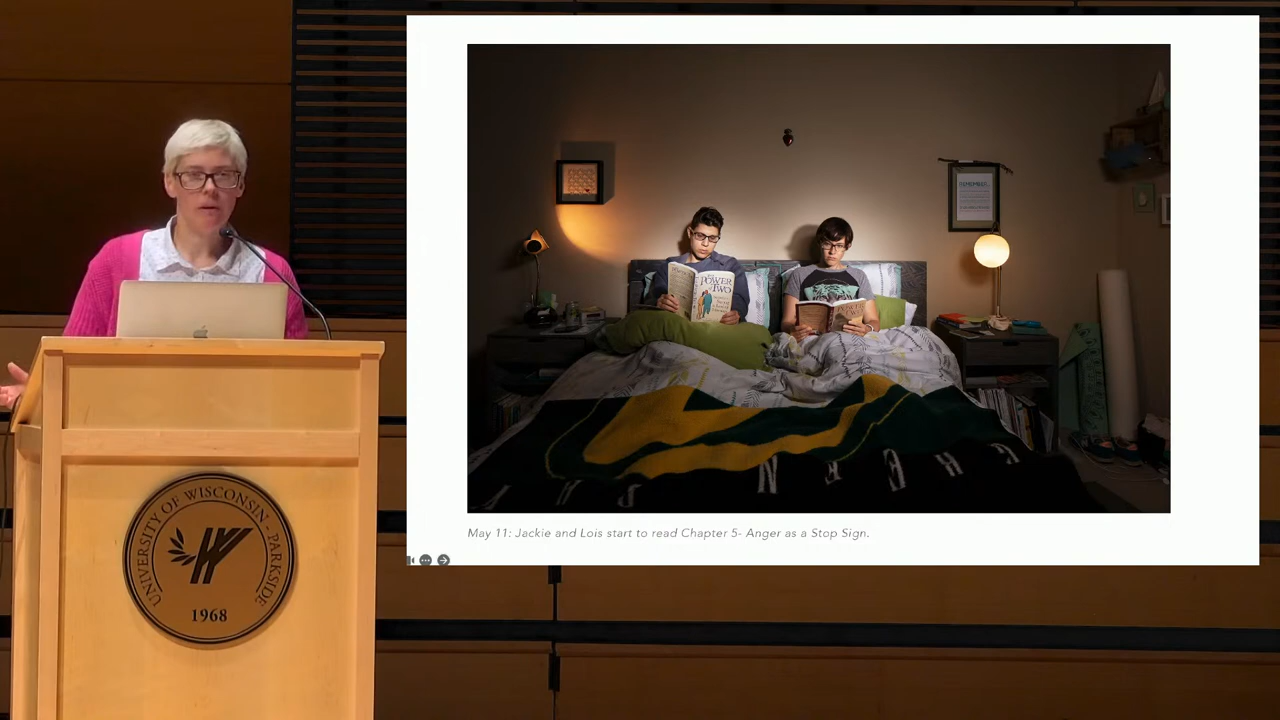 REMEMBER...
POWER
TWO
May 11: Jackie and Lois start to read Chapter 5- Anger as a Stop Sign.
UNIVERSITY OF WISCONSIN - PARKSIDE
1968